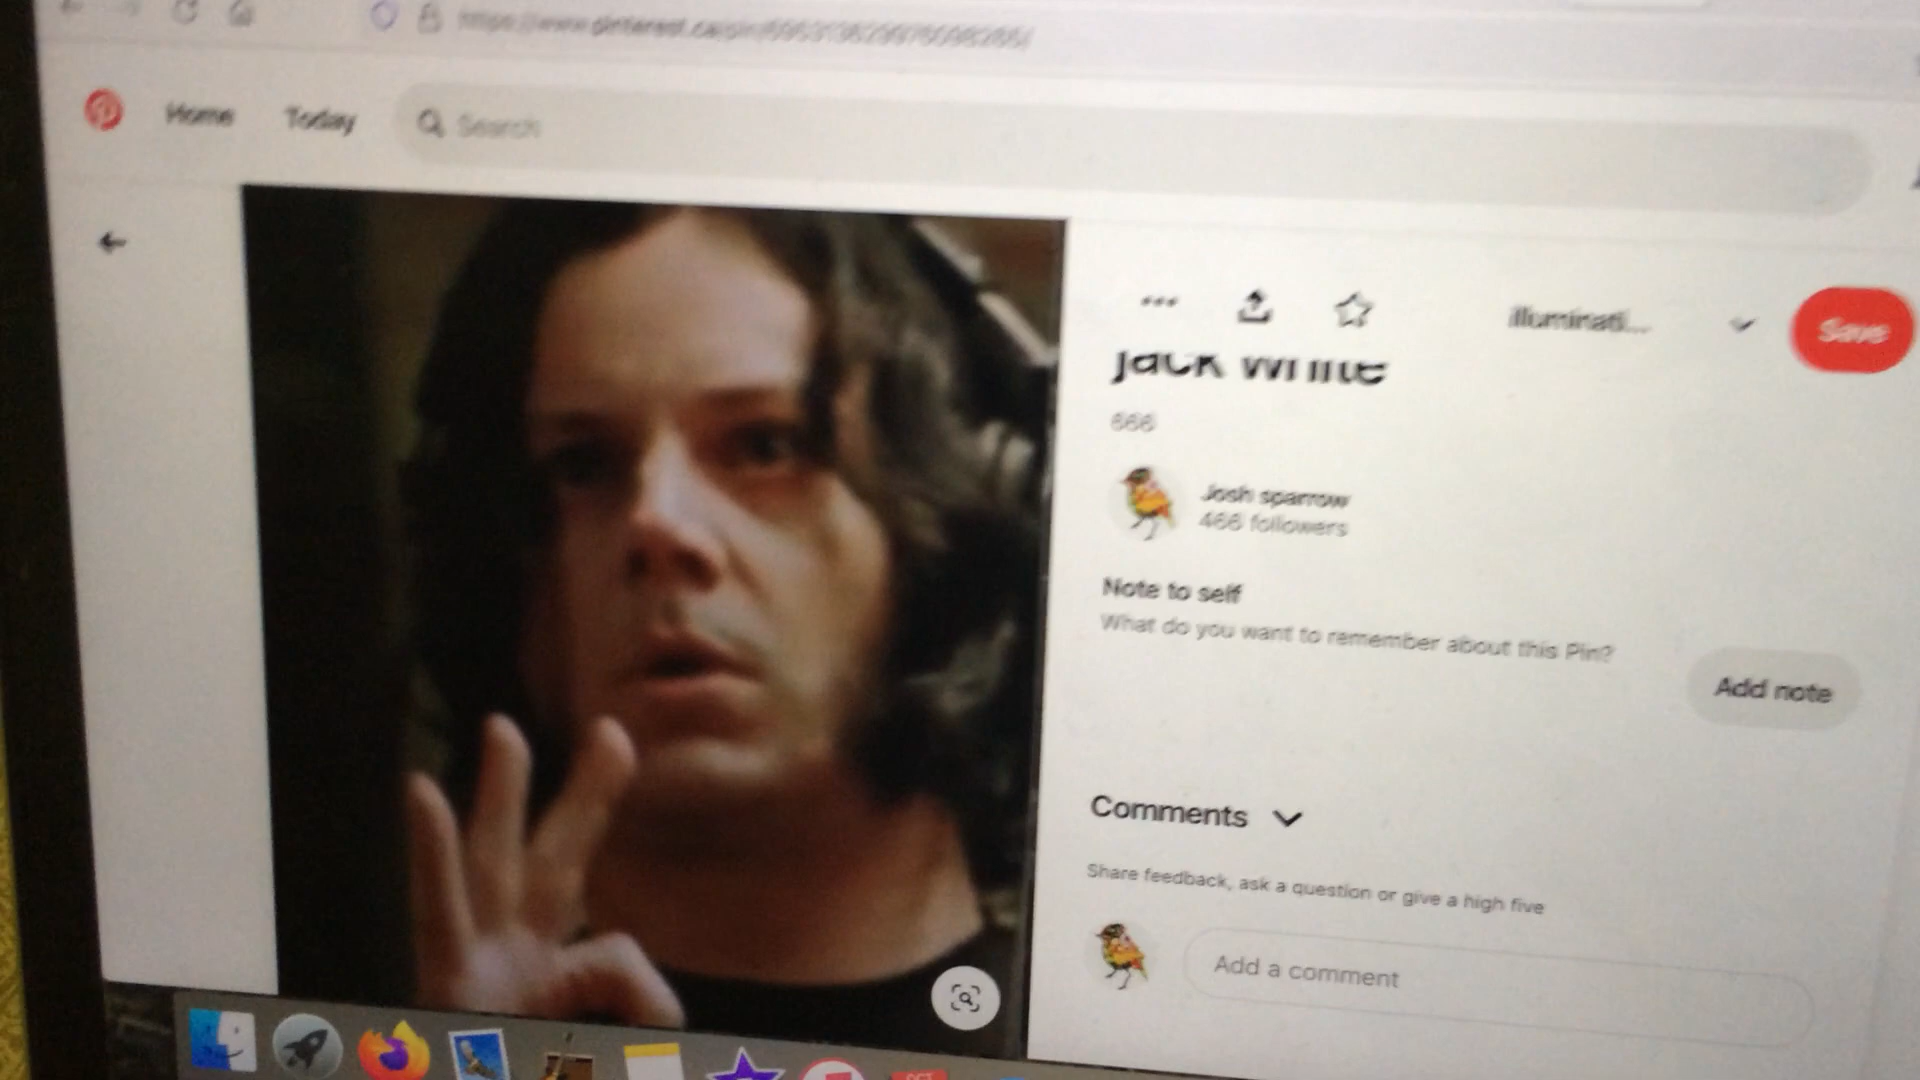 Home Today Search
illuminati... Save
jack white
666
Josh sparrow
466 followers
Note to self
What do you want to remember about this Pin?
Add note
Comments
Share feedback, ask a question or give a high five
Add a comment
OCT